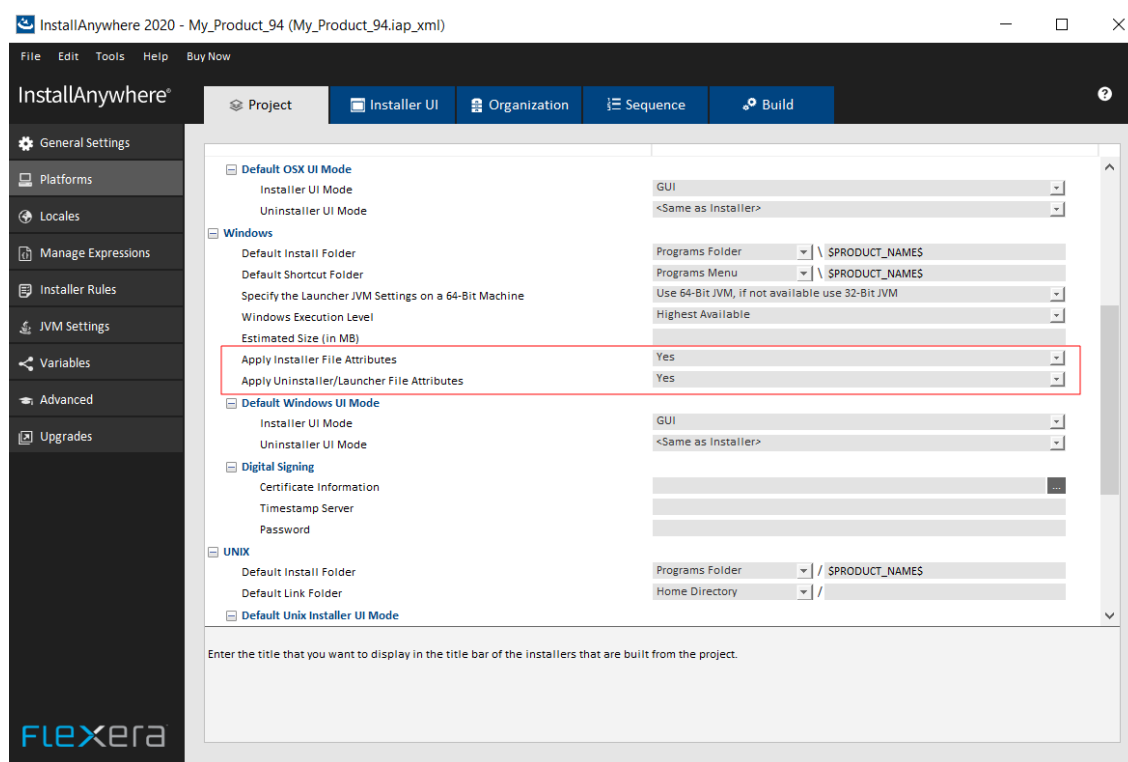 InstallAnywhere 2020 - My_Product_94 (My_Product_94.iap_xml)
File Edit Tools Help Buy Now
InstallAnywhere®
Project Installer UI Organization Sequence Build ?
General Settings
Platforms
Locales
Manage Expressions
Installer Rules
JVM Settings
Variables
Advanced
Upgrades
Default OSX UI Mode
Installer UI Mode GUI
Uninstaller UI Mode <Same as Installer>
Windows
Default Install Folder Programs Folder \ $PRODUCT_NAME$
Default Shortcut Folder Programs Menu \ $PRODUCT_NAME$
Specify the Launcher JVM Settings on a 64-Bit Machine Use 64-Bit JVM, if not available use 32-Bit JVM
Windows Execution Level Highest Available
Estimated Size (in MB)
Apply Installer File Attributes Yes
Apply Uninstaller/Launcher File Attributes Yes
Default Windows UI Mode
Installer UI Mode GUI
Uninstaller UI Mode <Same as Installer>
Digital Signing
Certificate Information ...
Timestamp Server
Password
UNIX
Default Install Folder Programs Folder / $PRODUCT_NAME$
Default Link Folder Home Directory /
Default Unix Installer UI Mode
Enter the title that you want to display in the title bar of the installers that are built from the project.
Flexera